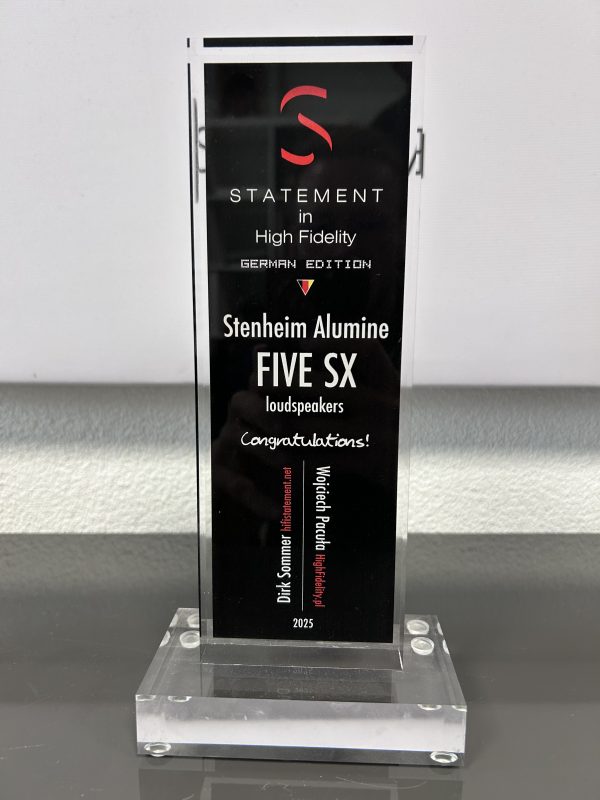 STATEMENT
in
High Fidelity
GERMAN EDITION
Stenheim Alumine
FIVE SX
loudspeakers
Congratulations!
Dirk Sommer hifistatement.net
Wojciech Pacuła HighFidelity.pl
2025